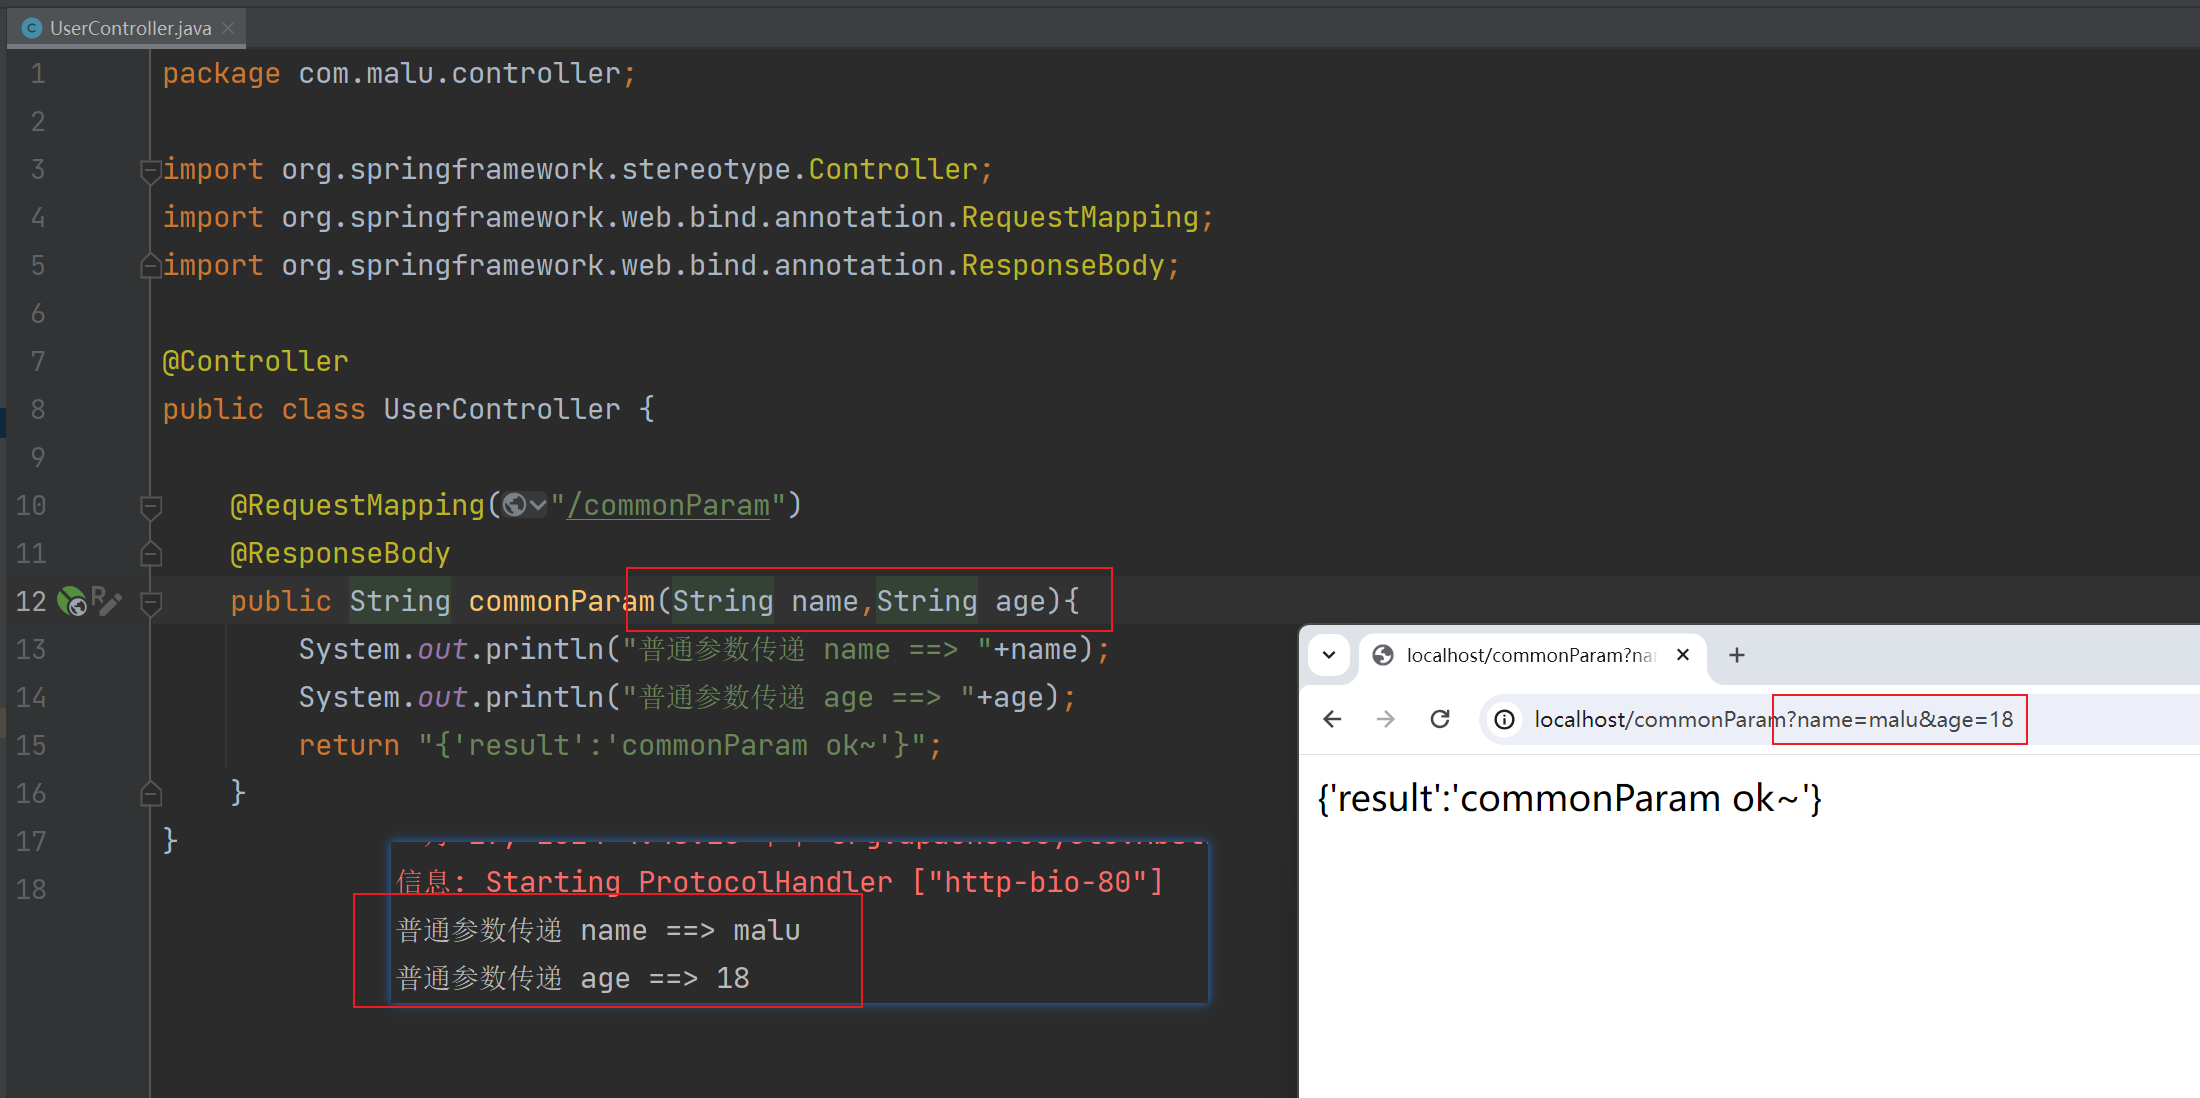 UserController.java
1 package com.malu.controller;
2
3 import org.springframework.stereotype.Controller;
4 import org.springframework.web.bind.annotation.RequestMapping;
5 import org.springframework.web.bind.annotation.ResponseBody;
6
7 @Controller
8 public class UserController {
9
10 @RequestMapping("/commonParam")
11 @ResponseBody
12 public String commonParam(String name,String age){
13 System.out.println("普通参数传递 name ==> "+name);
14 System.out.println("普通参数传递 age ==> "+age);
15 return "{'result':'commonParam ok~'}";
16 }
17 }
18
信息: Starting ProtocolHandler ["http-bio-80"]
普通参数传递 name ==> malu
普通参数传递 age ==> 18
localhost/commonParam?na
localhost/commonParam?name=malu&age=18
{'result':'commonParam ok~'}